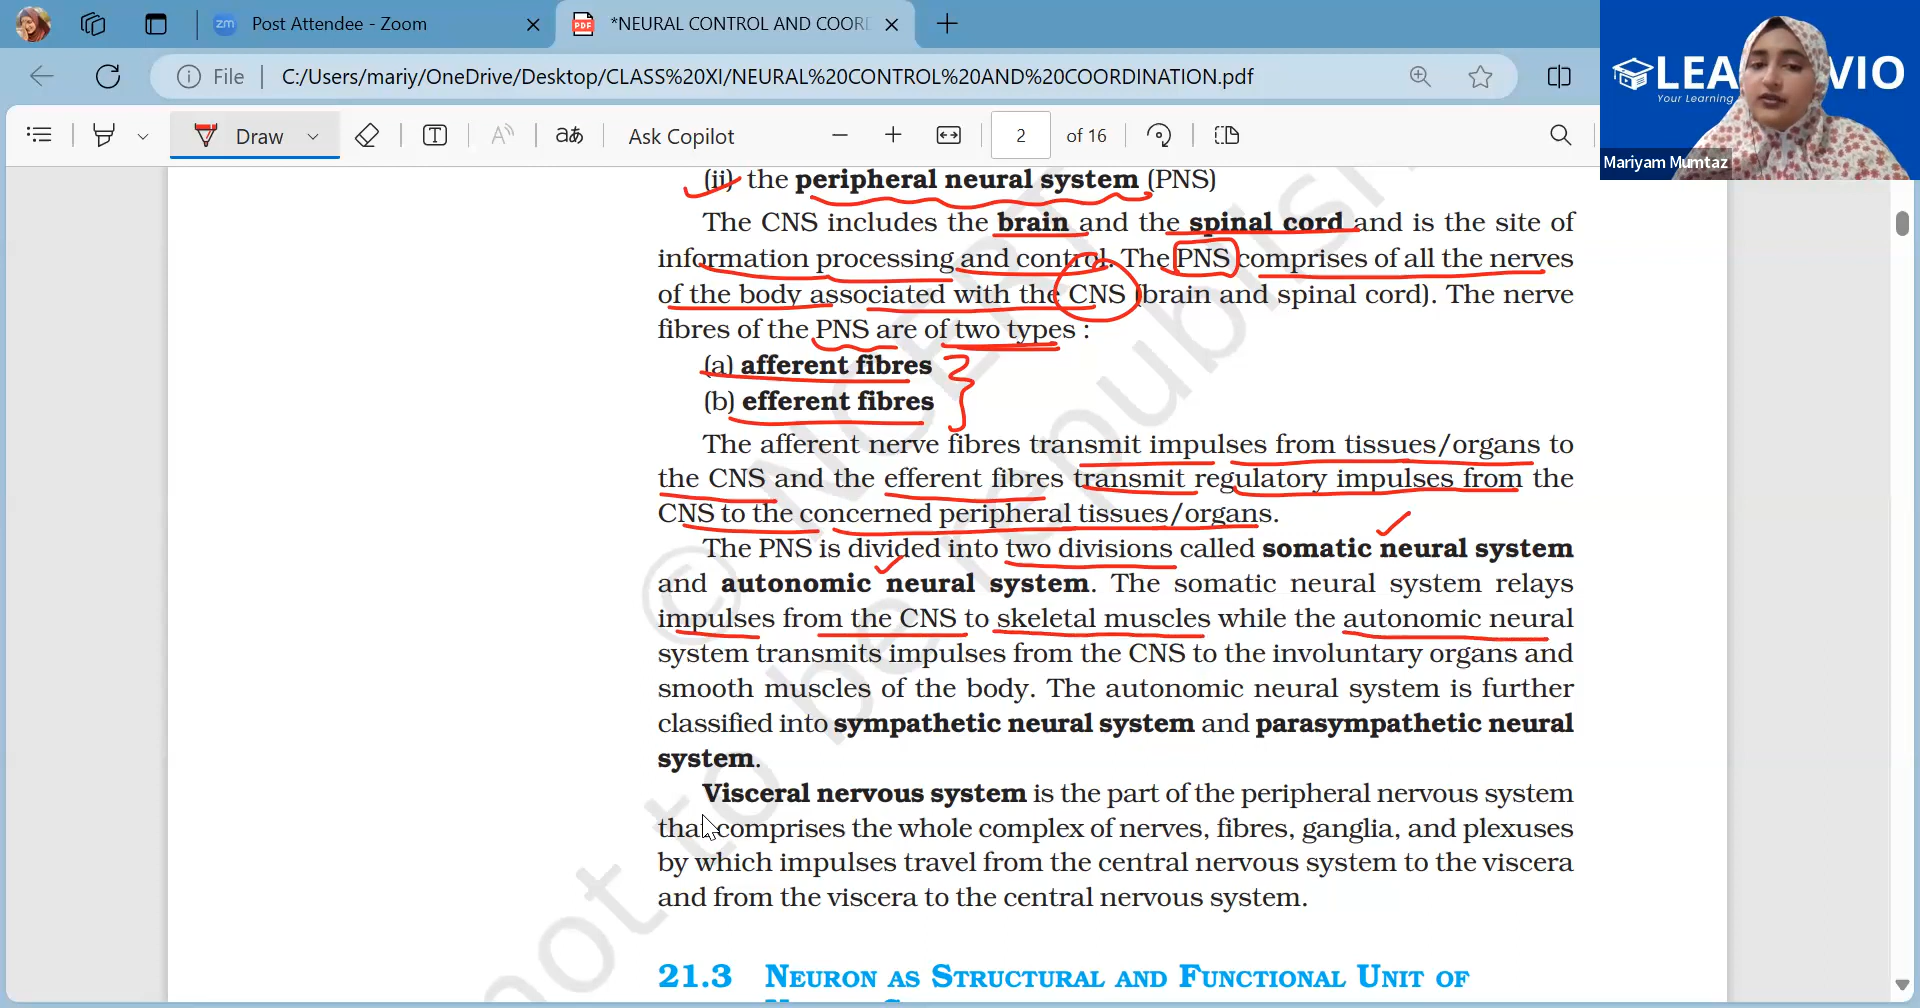 zm Post Attendee - Zoom
PDF *NEURAL CONTROL AND COOR
File C:/Users/mariy/OneDrive/Desktop/CLASS%20XI/NEURAL%20CONTROL%20AND%20COORDINATION.pdf
Draw
T
A
aあ
Ask Copilot
2 of 16
LEA VIO
Your Learning
Mariyam Mumtaz
(ii) the peripheral neural system (PNS)
The CNS includes the brain and the spinal cord and is the site of
information processing and control. The PNS comprises of all the nerves
of the body associated with the CNS (brain and spinal cord). The nerve
fibres of the PNS are of two types :
(a) afferent fibres
(b) efferent fibres
The afferent nerve fibres transmit impulses from tissues/organs to
the CNS and the efferent fibres transmit regulatory impulses from the
CNS to the concerned peripheral tissues/organs.
The PNS is divided into two divisions called somatic neural system
and autonomic neural system. The somatic neural system relays
impulses from the CNS to skeletal muscles while the autonomic neural
system transmits impulses from the CNS to the involuntary organs and
smooth muscles of the body. The autonomic neural system is further
classified into sympathetic neural system and parasympathetic neural
system.
Visceral nervous system is the part of the peripheral nervous system
that comprises the whole complex of nerves, fibres, ganglia, and plexuses
by which impulses travel from the central nervous system to the viscera
and from the viscera to the central nervous system.
21.3 NEURON AS STRUCTURAL AND FUNCTIONAL UNIT OF
© NCERT
not to be republish